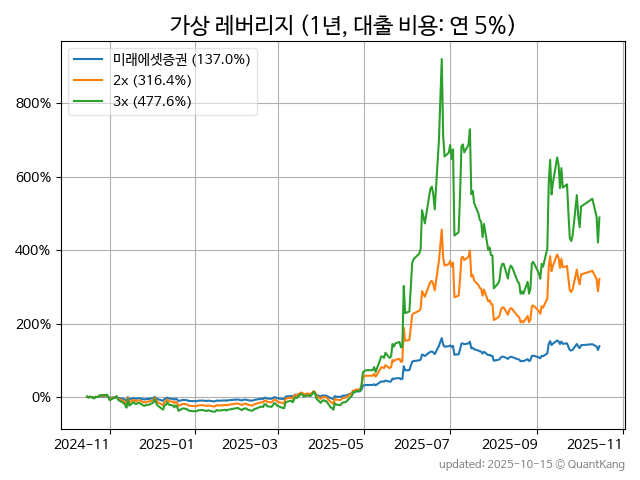 가상 레버리지 (1년, 대출 비용: 연 5%)
미래에셋증권 (137.0%)
2x (316.4%)
3x (477.6%)
800%
600%
400%
200%
0%
2024-11 2025-01 2025-03 2025-05 2025-07 2025-09 2025-11
updated: 2025-10-15 © QuantKang